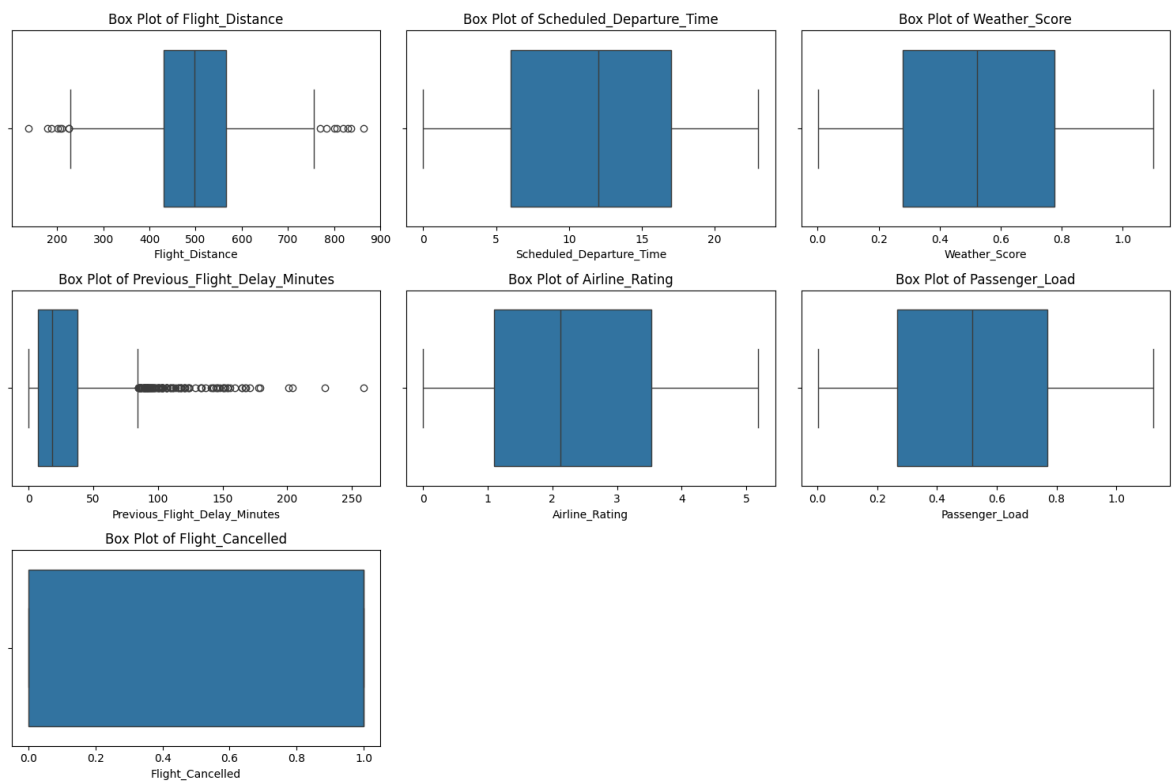 Box Plot of Flight_Distance
200 300 400 500 600 700 800 900
Flight_Distance
Box Plot of Scheduled_Departure_Time
0 5 10 15 20
Scheduled_Departure_Time
Box Plot of Weather_Score
0.0 0.2 0.4 0.6 0.8 1.0
Weather_Score
Box Plot of Previous_Flight_Delay_Minutes
0 50 100 150 200 250
Previous_Flight_Delay_Minutes
Box Plot of Airline_Rating
0 1 2 3 4 5
Airline_Rating
Box Plot of Passenger_Load
0.0 0.2 0.4 0.6 0.8 1.0
Passenger_Load
Box Plot of Flight_Cancelled
0.0 0.2 0.4 0.6 0.8 1.0
Flight_Cancelled